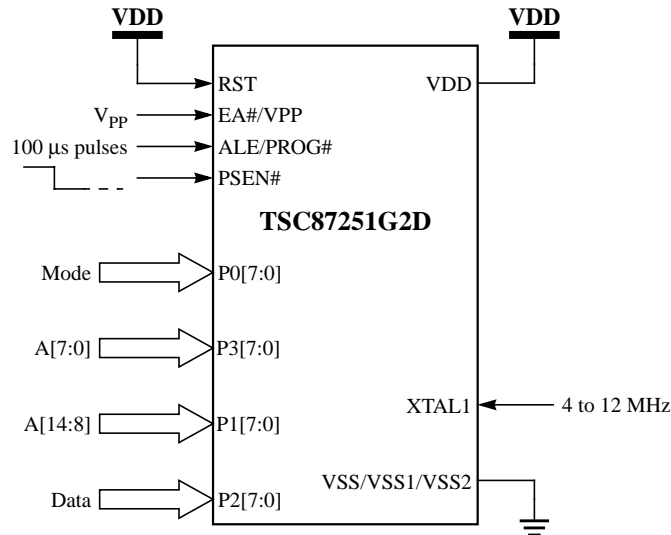 VDD
VDD
RST
VDD
V_PP
EA#/VPP
100 µs pulses
ALE/PROG#
PSEN#
TSC87251G2D
Mode
P0[7:0]
A[7:0]
P3[7:0]
XTAL1
4 to 12 MHz
A[14:8]
P1[7:0]
VSS/VSS1/VSS2
Data
P2[7:0]